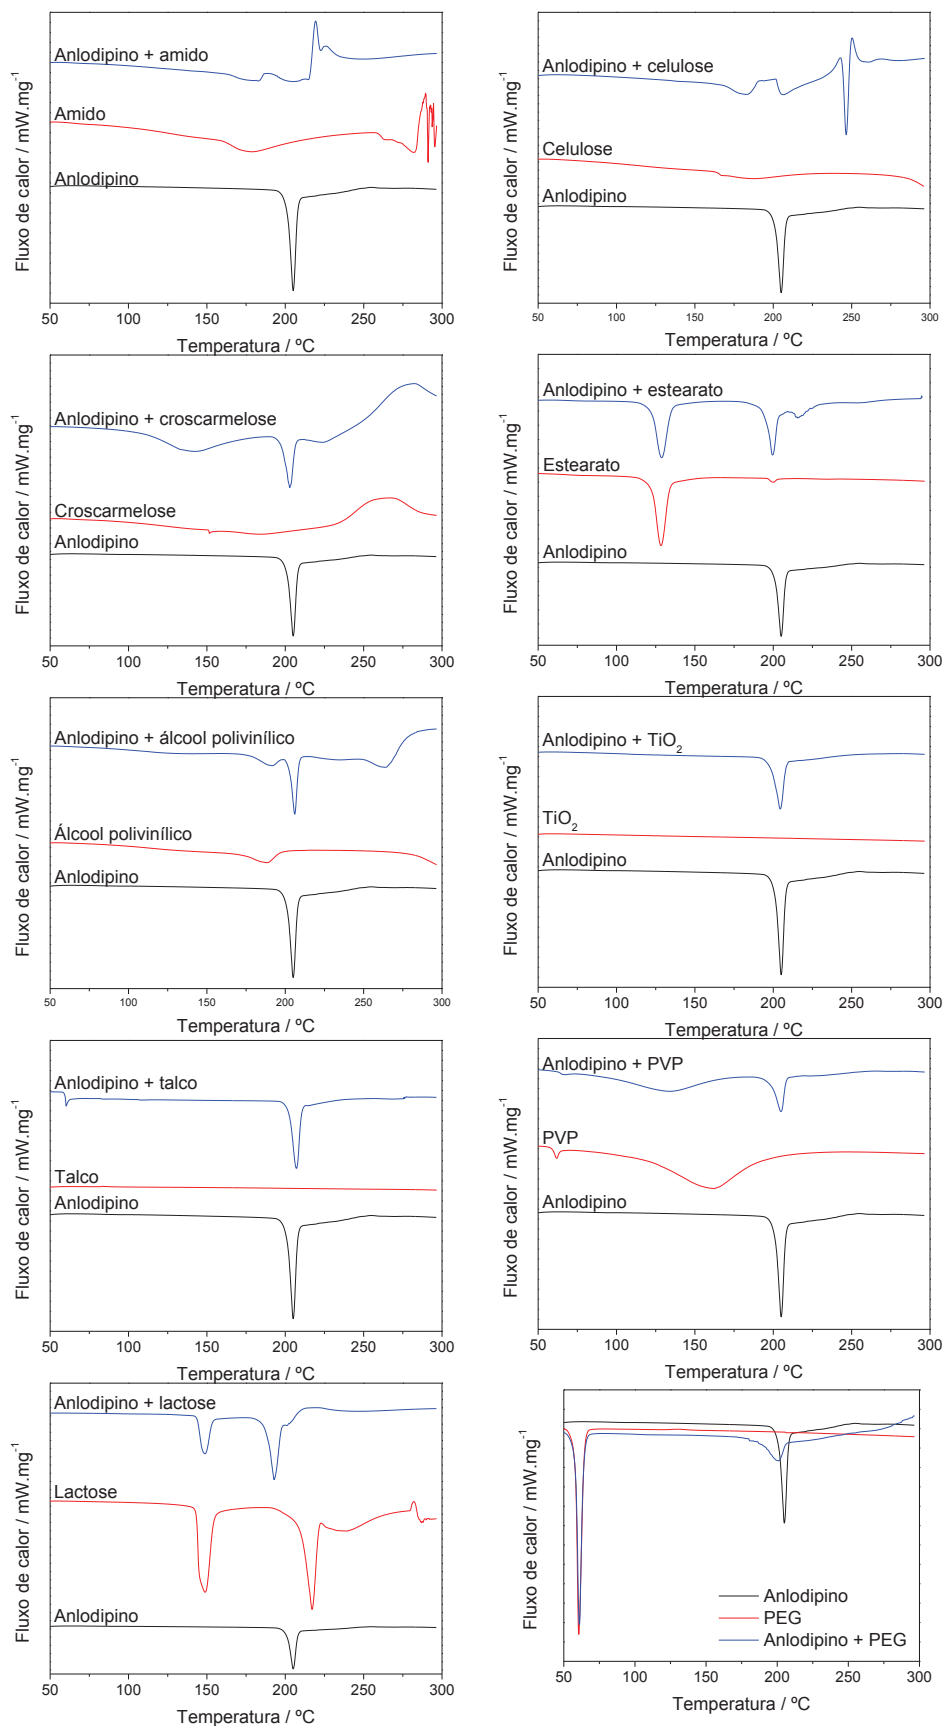 Fluxo de calor / mW.mg-1
Anlodipino + amido
Amido
Anlodipino
50 100 150 200 250 300
Temperatura / ºC
Fluxo de calor / mW.mg-1
Anlodipino + celulose
Celulose
Anlodipino
50 100 150 200 250 300
Temperatura / ºC
Fluxo de calor / mW.mg-1
Anlodipino + croscarmelose
Croscarmelose
Anlodipino
50 100 150 200 250 300
Temperatura / ºC
Fluxo de calor / mW.mg-1
Anlodipino + estearato
Estearato
Anlodipino
50 100 150 200 250 300
Temperatura / ºC
Fluxo de calor / mW.mg-1
Anlodipino + álcool polivinílico
Álcool polivinílico
Anlodipino
50 100 150 200 250 300
Temperatura / ºC
Fluxo de calor / mW.mg-1
Anlodipino + TiO2
TiO2
Anlodipino
50 100 150 200 250 300
Temperatura / ºC
Fluxo de calor / mW.mg-1
Anlodipino + talco
Talco
Anlodipino
50 100 150 200 250 300
Temperatura / ºC
Fluxo de calor / mW.mg-1
Anlodipino + PVP
PVP
Anlodipino
50 100 150 200 250 300
Temperatura / ºC
Fluxo de calor / mW.mg-1
Anlodipino + lactose
Lactose
Anlodipino
50 100 150 200 250 300
Temperatura / ºC
Fluxo de calor / mW.mg-1
Anlodipino
PEG
Anlodipino + PEG
50 100 150 200 250 300
Temperatura / ºC